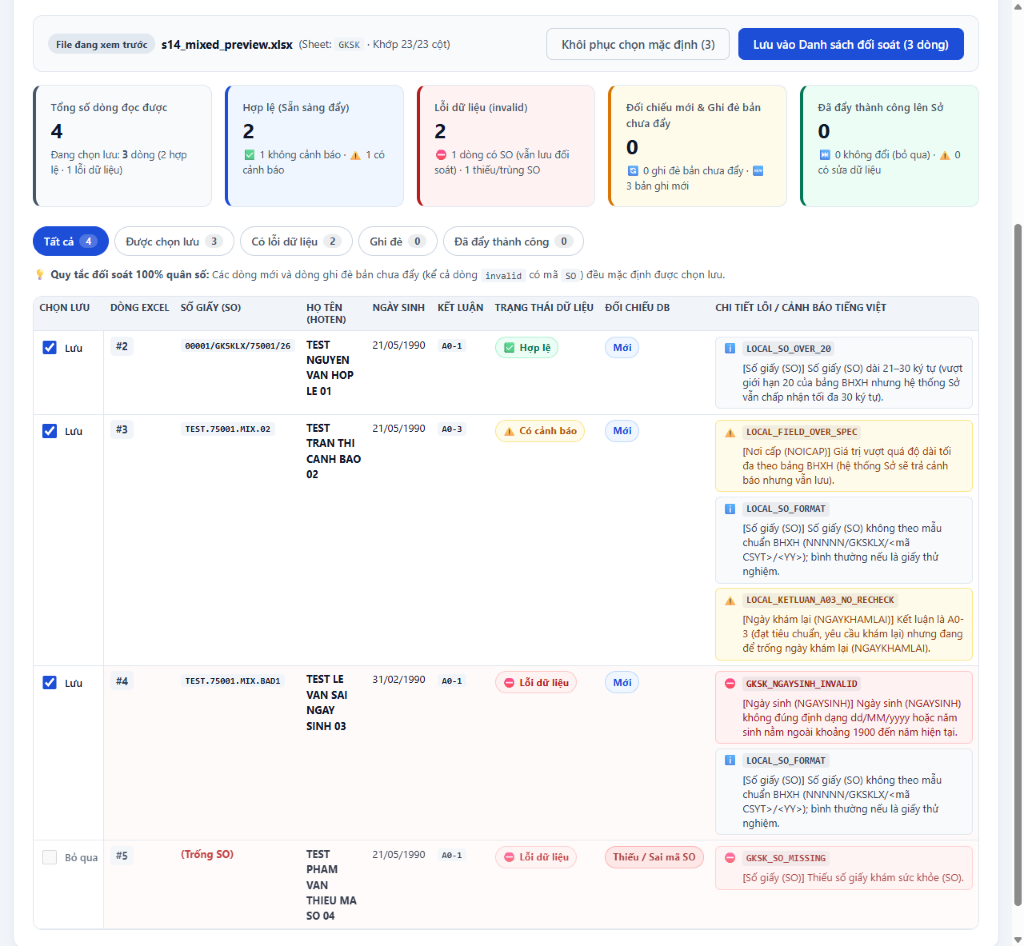 File đang xem trước s14_mixed_preview.xlsx (Sheet: GKSK · Khớp 23/23 cột)
Khôi phục chọn mặc định (3)
Lưu vào Danh sách đối soát (3 dòng)
Tổng số dòng đọc được
4
Đang chọn lưu: 3 dòng (2 hợp
lệ · 1 lỗi dữ liệu)
Hợp lệ (Sẵn sàng đẩy)
2
✅ 1 không cảnh báo · ⚠️ 1 có
cảnh báo
Lỗi dữ liệu (invalid)
2
⛔ 1 dòng có SO (vẫn lưu đối
soát) · 1 thiếu/trùng SO
Đối chiếu mới & Ghi đè bản
chưa đẩy
0
0 ghi đè bản chưa đẩy ·
3 bản ghi mới
Đã đẩy thành công lên Sở
0
0 không đổi (bỏ qua) · ⚠️ 0
có sửa dữ liệu
Tất cả 4
Được chọn lưu 3
Có lỗi dữ liệu 2
Ghi đè 0
Đã đẩy thành công 0
💡 Quy tắc đối soát 100% quân số: Các dòng mới và dòng ghi đè bản chưa đẩy (kể cả dòng invalid có mã SO ) đều mặc định được chọn lưu.
CHỌN LƯU
DÒNG EXCEL
SỐ GIẤY (SO)
HỌ TÊN
(HOTEN)
NGÀY SINH
KẾT LUẬN
TRẠNG THÁI DỮ LIỆU
ĐỐI CHIẾU DB
CHI TIẾT LỖI / CẢNH BÁO TIẾNG VIỆT
Lưu
#2
00001/GKSKLX/75001/26
TEST
NGUYEN
VAN HOP
LE 01
21/05/1990
A0-1
✅ Hợp lệ
Mới
LOCAL_SO_OVER_20
[Số giấy (SO)] Số giấy (SO) dài 21–30 ký tự (vượt
giới hạn 20 của bảng BHXH nhưng hệ thống Sở
vẫn chấp nhận tối đa 30 ký tự).
Lưu
#3
TEST.75001.MIX.02
TEST
TRAN THI
CANH BAO
02
21/05/1990
A0-3
⚠️ Có cảnh báo
Mới
LOCAL_FIELD_OVER_SPEC
[Nơi cấp (NOICAP)] Giá trị vượt quá độ dài tối
đa theo bảng BHXH (hệ thống Sở sẽ trả cảnh
báo nhưng vẫn lưu).
LOCAL_SO_FORMAT
[Số giấy (SO)] Số giấy (SO) không theo mẫu
chuẩn BHXH (NNNNN/GKSKLX/<mã
CSYT>/<YY>); bình thường nếu là giấy thử
nghiệm.
LOCAL_KETLUAN_A03_NO_RECHECK
[Ngày khám lại (NGAYKHAMLAI)] Kết luận là A0-
3 (đạt tiêu chuẩn, yêu cầu khám lại) nhưng đang
để trống ngày khám lại (NGAYKHAMLAI).
Lưu
#4
TEST.75001.MIX.BAD1
TEST LE
VAN SAI
NGAY
SINH 03
31/02/1990
A0-1
⛔ Lỗi dữ liệu
Mới
GKSK_NGAYSINH_INVALID
[Ngày sinh (NGAYSINH)] Ngày sinh (NGAYSINH)
không đúng định dạng dd/MM/yyyy hoặc năm
sinh nằm ngoài khoảng 1900 đến năm hiện tại.
LOCAL_SO_FORMAT
[Số giấy (SO)] Số giấy (SO) không theo mẫu
chuẩn BHXH (NNNNN/GKSKLX/<mã
CSYT>/<YY>); bình thường nếu là giấy thử
nghiệm.
Bỏ qua
#5
(Trống SO)
TEST
PHAM
VAN
THIEU MA
SO 04
21/05/1990
A0-1
⛔ Lỗi dữ liệu
Thiếu / Sai mã SO
GKSK_SO_MISSING
[Số giấy (SO)] Thiếu số giấy khám sức khỏe (SO).